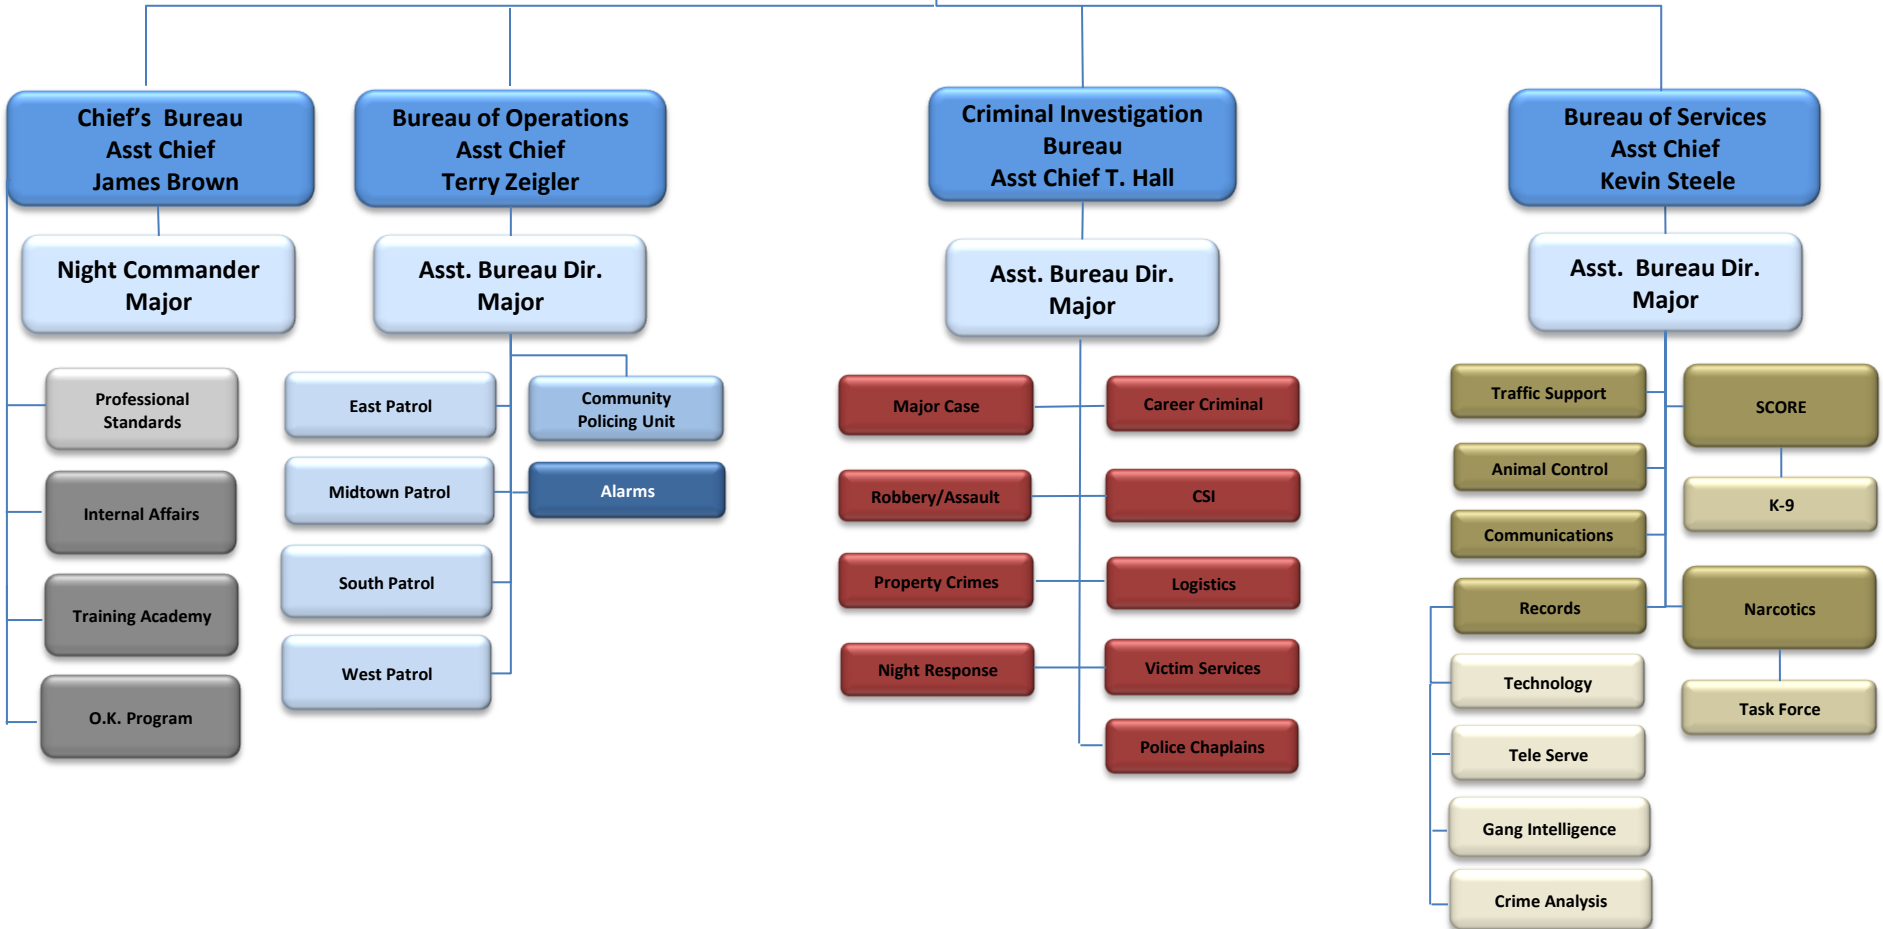 Chief's Bureau
Asst Chief
James Brown
Bureau of Operations
Asst Chief
Terry Zeigler
Criminal Investigation
Bureau
Asst Chief T. Hall
Bureau of Services
Asst Chief
Kevin Steele
Night Commander
Major
Asst. Bureau Dir.
Major
Asst. Bureau Dir.
Major
Asst. Bureau Dir.
Major
Professional
Standards
Internal Affairs
Training Academy
O.K. Program
East Patrol
Midtown Patrol
South Patrol
West Patrol
Community
Policing Unit
Alarms
Major Case
Robbery/Assault
Property Crimes
Night Response
Career Criminal
CSI
Logistics
Victim Services
Police Chaplains
Traffic Support
Animal Control
Communications
Records
Technology
Tele Serve
Gang Intelligence
Crime Analysis
SCORE
K-9
Narcotics
Task Force